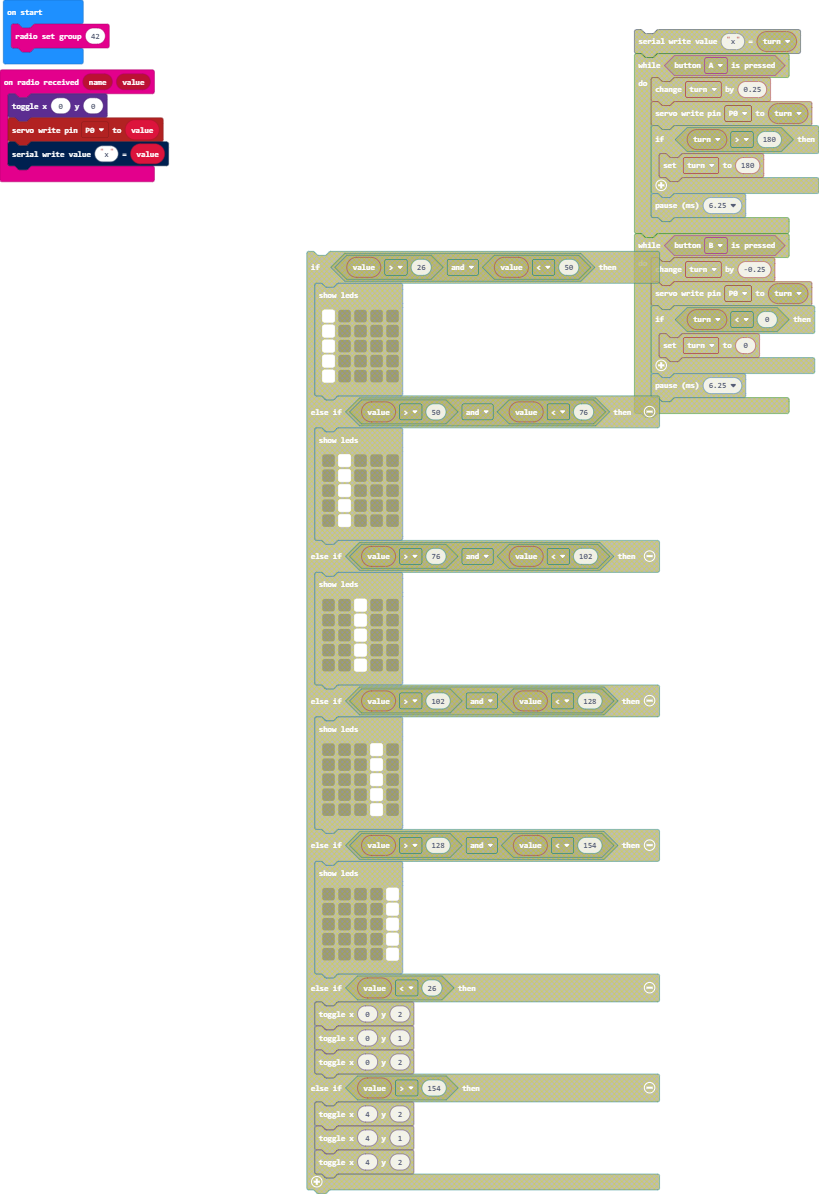 on start
radio set group 42
on radio received name value
toggle x 0 y 0
servo write pin P0 to value
serial write value "x" = value
serial write value "x" = turn
while button A is pressed
do
change turn by 0.25
servo write pin P0 to turn
if turn > 180 then
set turn to 180
pause (ms) 6.25
while button B is pressed
change turn by -0.25
servo write pin P0 to turn
if turn < 0 then
set turn to 0
pause (ms) 6.25
if value > 26 and value < 50 then
show leds
else if value > 50 and value < 76 then
show leds
else if value > 76 and value < 102 then
show leds
else if value > 102 and value < 128 then
show leds
else if value > 128 and value < 154 then
show leds
else if value < 26 then
toggle x 0 y 2
toggle x 0 y 1
toggle x 0 y 2
else if value > 154 then
toggle x 4 y 2
toggle x 4 y 1
toggle x 4 y 2